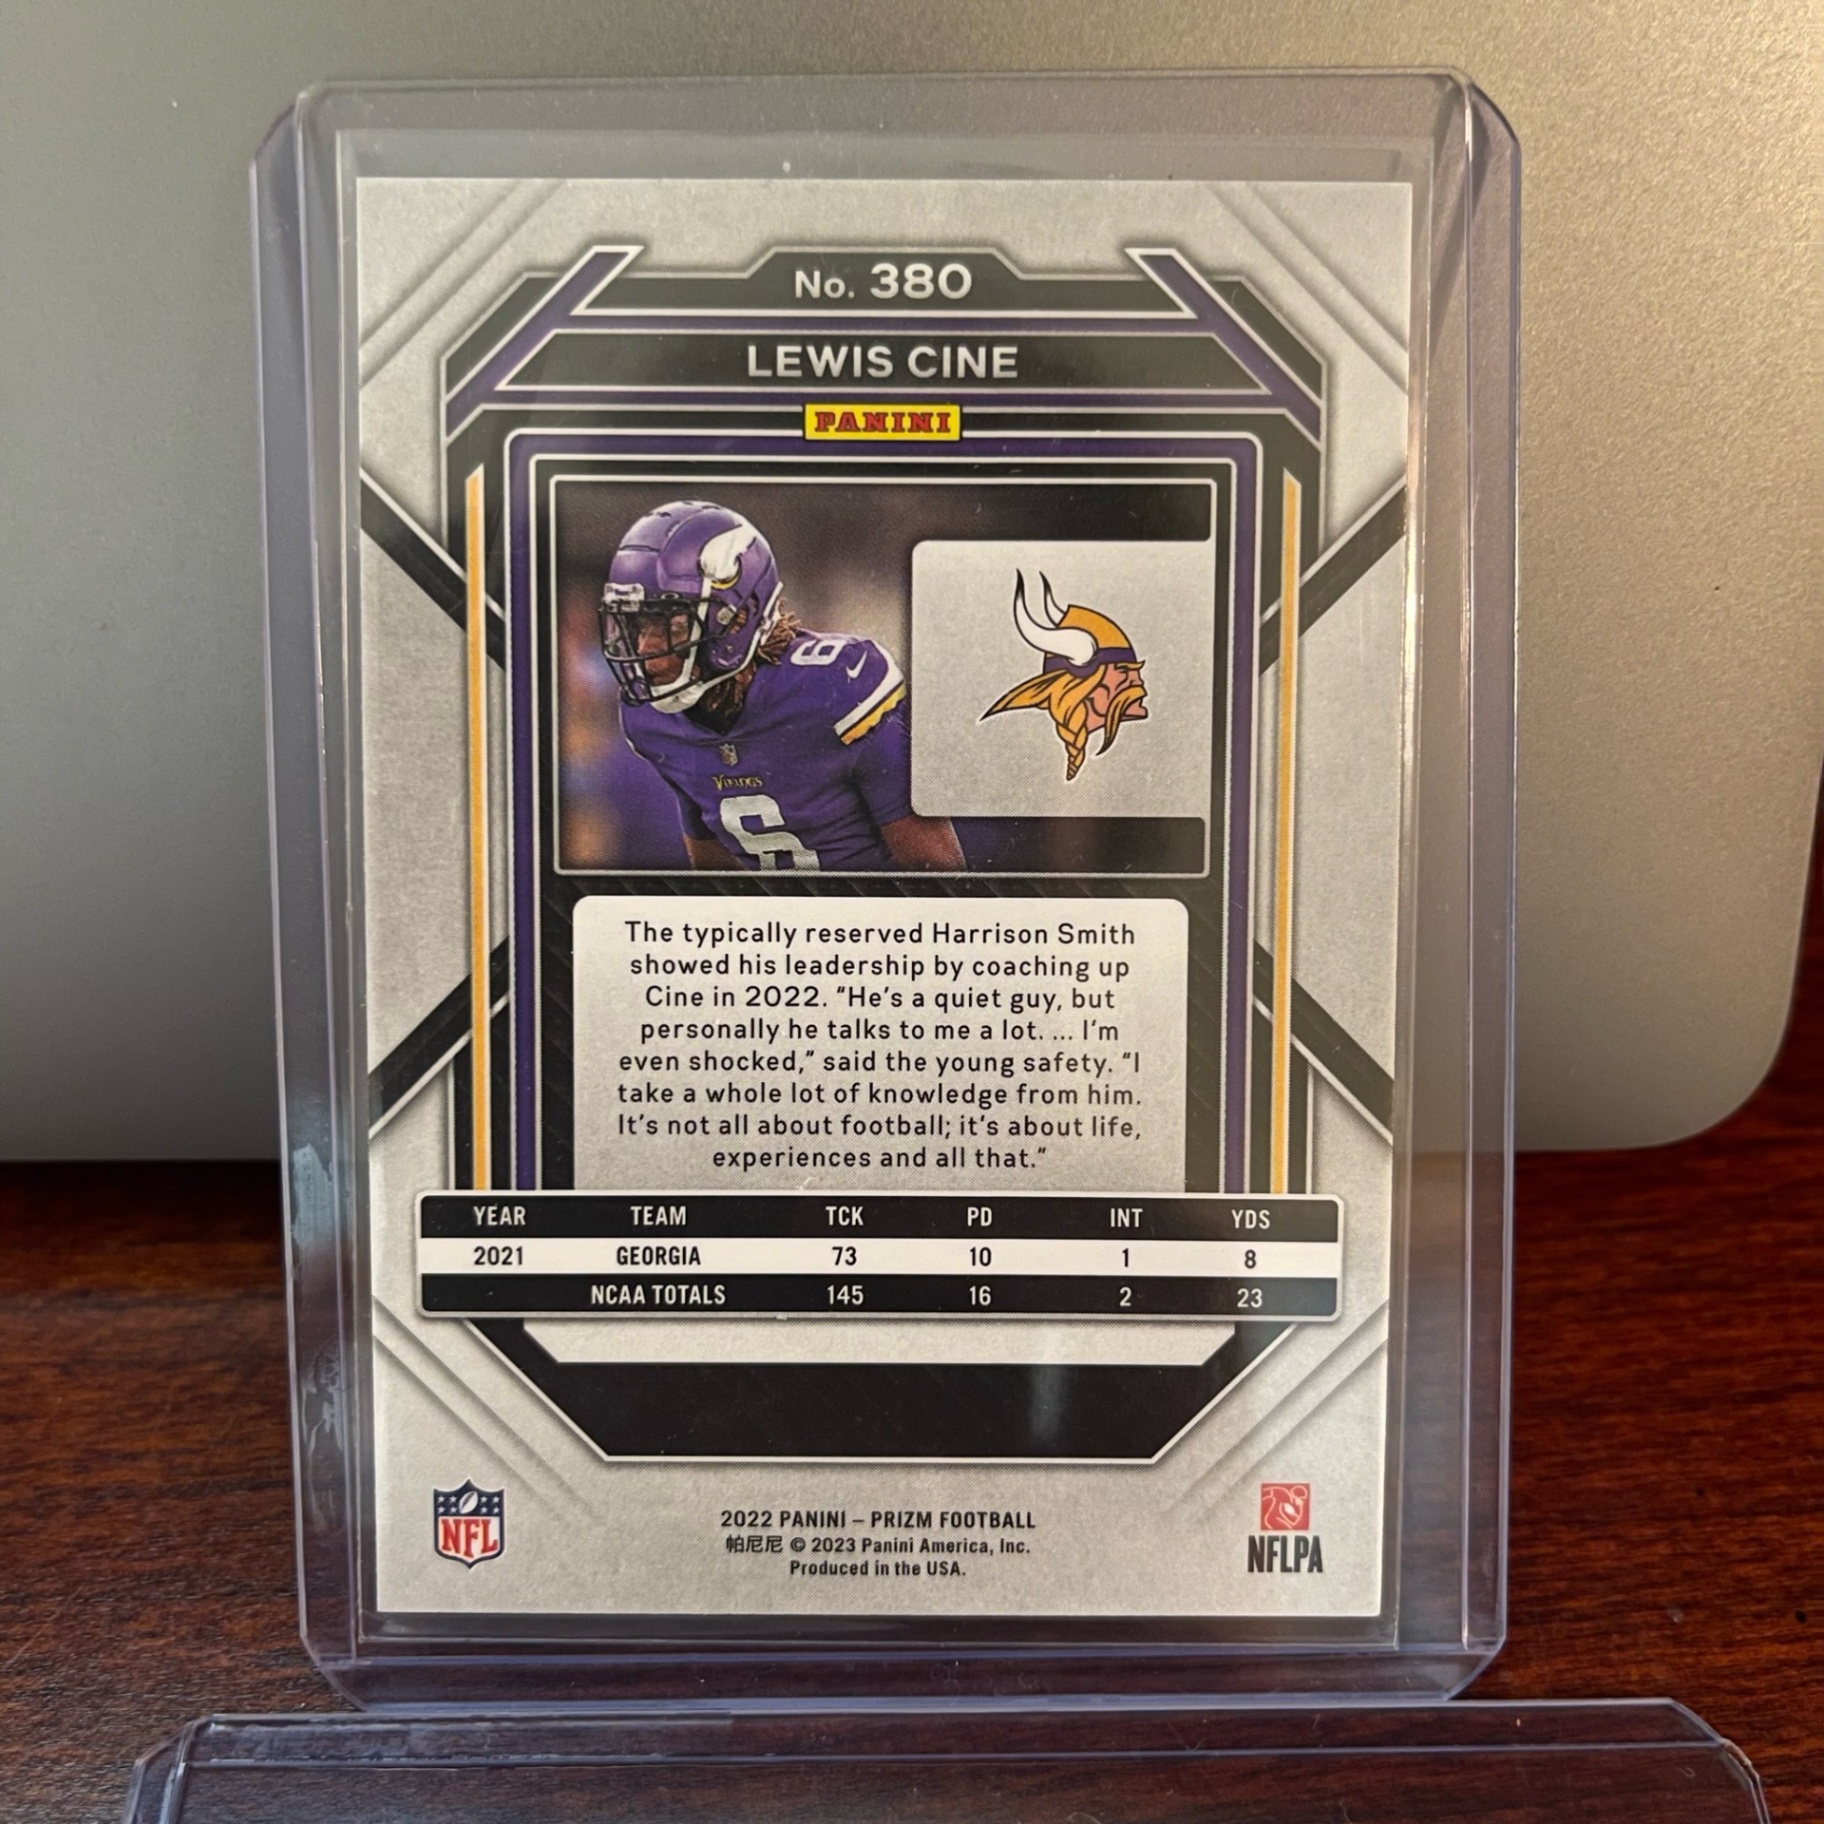 No. 380
LEWIS CINE
PANINI
6
VIKINGS
6
The typically reserved Harrison Smith
showed his leadership by coaching up
Cine in 2022. "He's a quiet guy, but
personally he talks to me a lot. ... I'm
even shocked," said the young safety. "I
take a whole lot of knowledge from him.
It's not all about football; it's about life,
experiences and all that."
YEAR TEAM TCK PD INT YDS
2021 GEORGIA 73 10 1 8
NCAA TOTALS 145 16 2 23
NFL
2022 PANINI – PRIZM FOOTBALL
帕尼尼 © 2023 Panini America, Inc.
Produced in the USA.
NFLPA